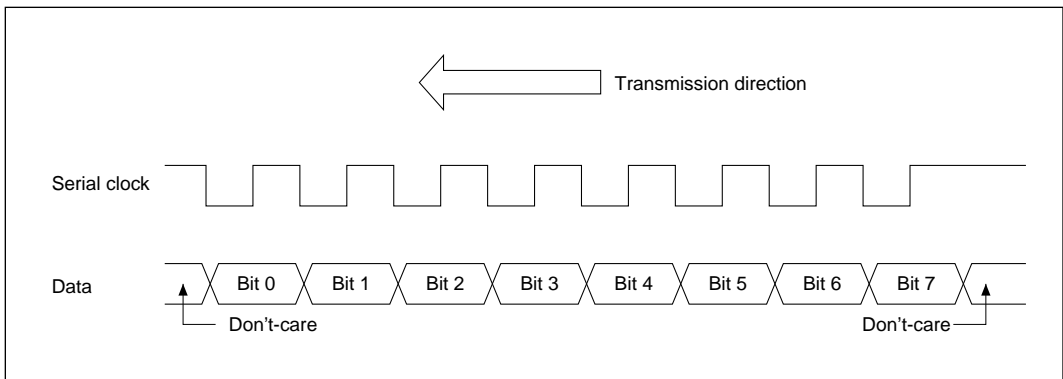 Transmission direction
Serial clock
Data
Bit 0 Bit 1 Bit 2 Bit 3 Bit 4 Bit 5 Bit 6 Bit 7
Don't-care Don't-care